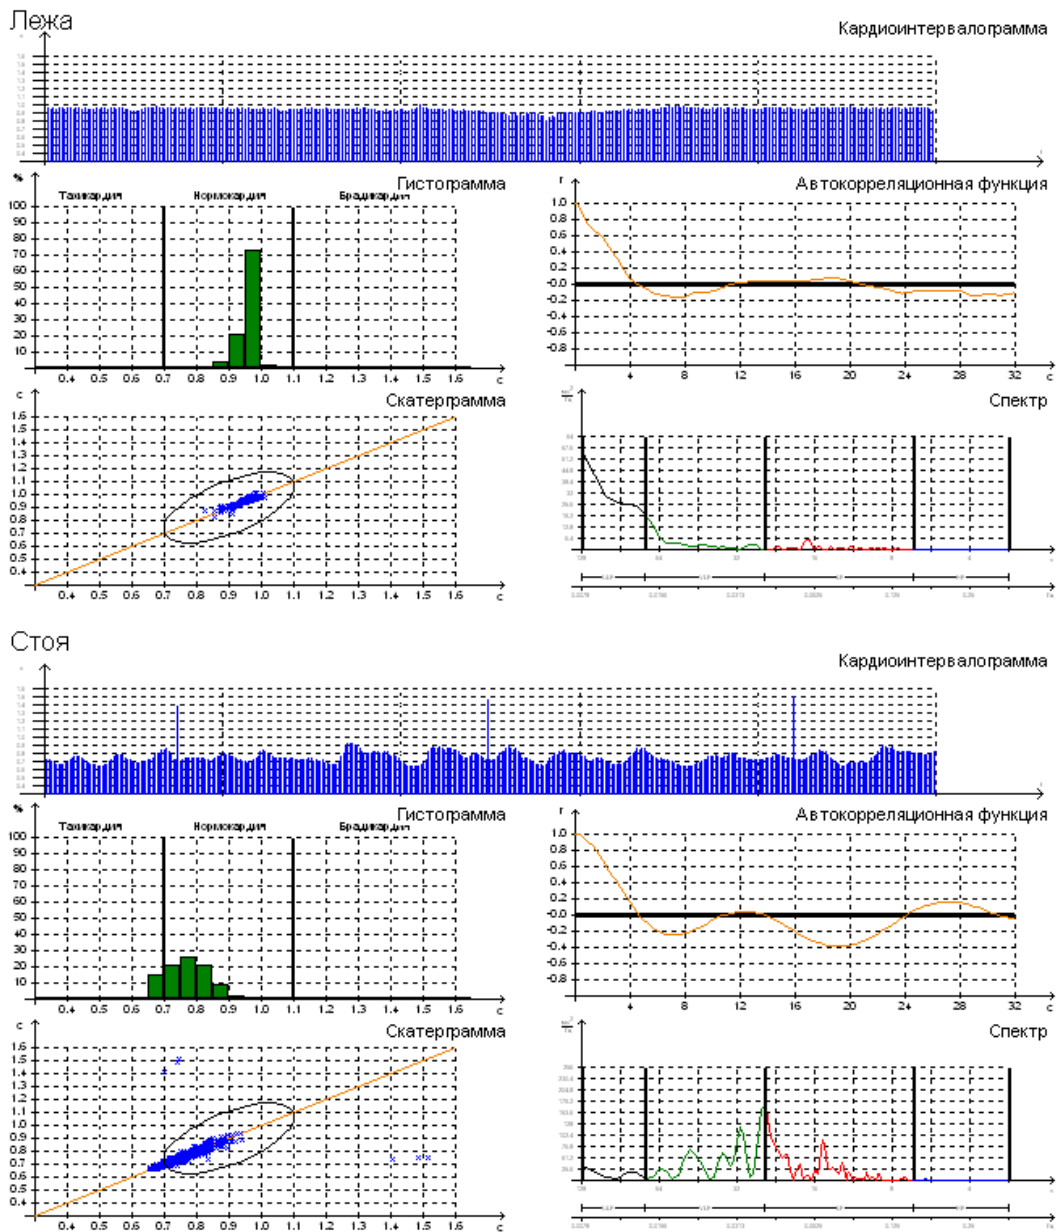 Лежа
Кардиоинтервалограмма
Гистограмма
%
Тахикардия Нормокардия Брадикардия
100
90
80
70
60
50
40
30
20
10
0.4 0.5 0.6 0.7 0.8 0.9 1.0 1.1 1.2 1.3 1.4 1.5 1.6 с
Автокорреляционная функция
r
1.0
0.8
0.6
0.4
0.2
-0.0
-0.2
-0.4
-0.6
-0.8
4 8 12 16 20 24 28 32 с
Скатерграмма
с
1.6
1.5
1.4
1.3
1.2
1.1
1.0
0.9
0.8
0.7
0.6
0.5
0.4
0.4 0.5 0.6 0.7 0.8 0.9 1.0 1.1 1.2 1.3 1.4 1.5 1.6 с
Спектр
Стоя
Кардиоинтервалограмма
Гистограмма
%
Тахикардия Нормокардия Брадикардия
100
90
80
70
60
50
40
30
20
10
0.4 0.5 0.6 0.7 0.8 0.9 1.0 1.1 1.2 1.3 1.4 1.5 1.6 с
Автокорреляционная функция
r
1.0
0.8
0.6
0.4
0.2
-0.0
-0.2
-0.4
-0.6
-0.8
4 8 12 16 20 24 28 32 с
Скатерграмма
с
1.6
1.5
1.4
1.3
1.2
1.1
1.0
0.9
0.8
0.7
0.6
0.5
0.4
0.4 0.5 0.6 0.7 0.8 0.9 1.0 1.1 1.2 1.3 1.4 1.5 1.6 с
Спектр